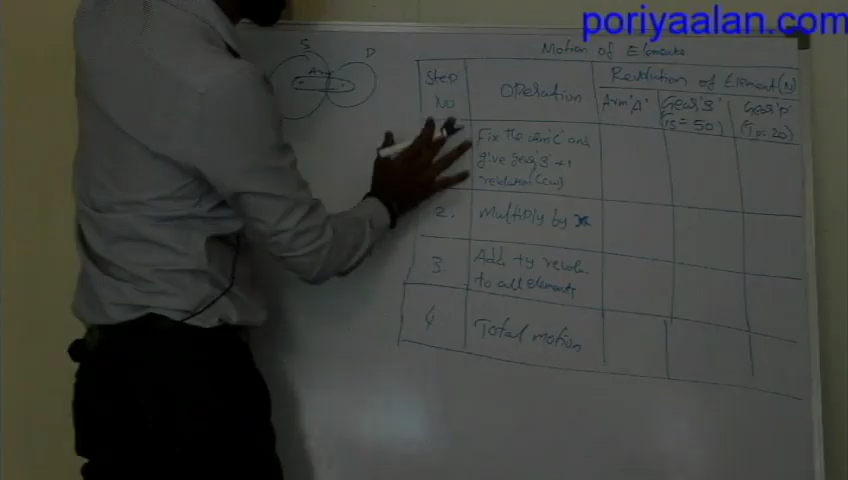 poriyaalan.com
Motion of Elements
S
D
Arm
Step No
Operation
Revolution of Element (N)
Arm 'A'
Gear 'S'
(Ts = 50)
Gear 'P'
(Tp = 20)
Fix the arm 'C' and
give gear 'S' +1
revolution (cw)
2.
Multiply by x
3.
Add +y revolu.
to all elements
4
Total motion